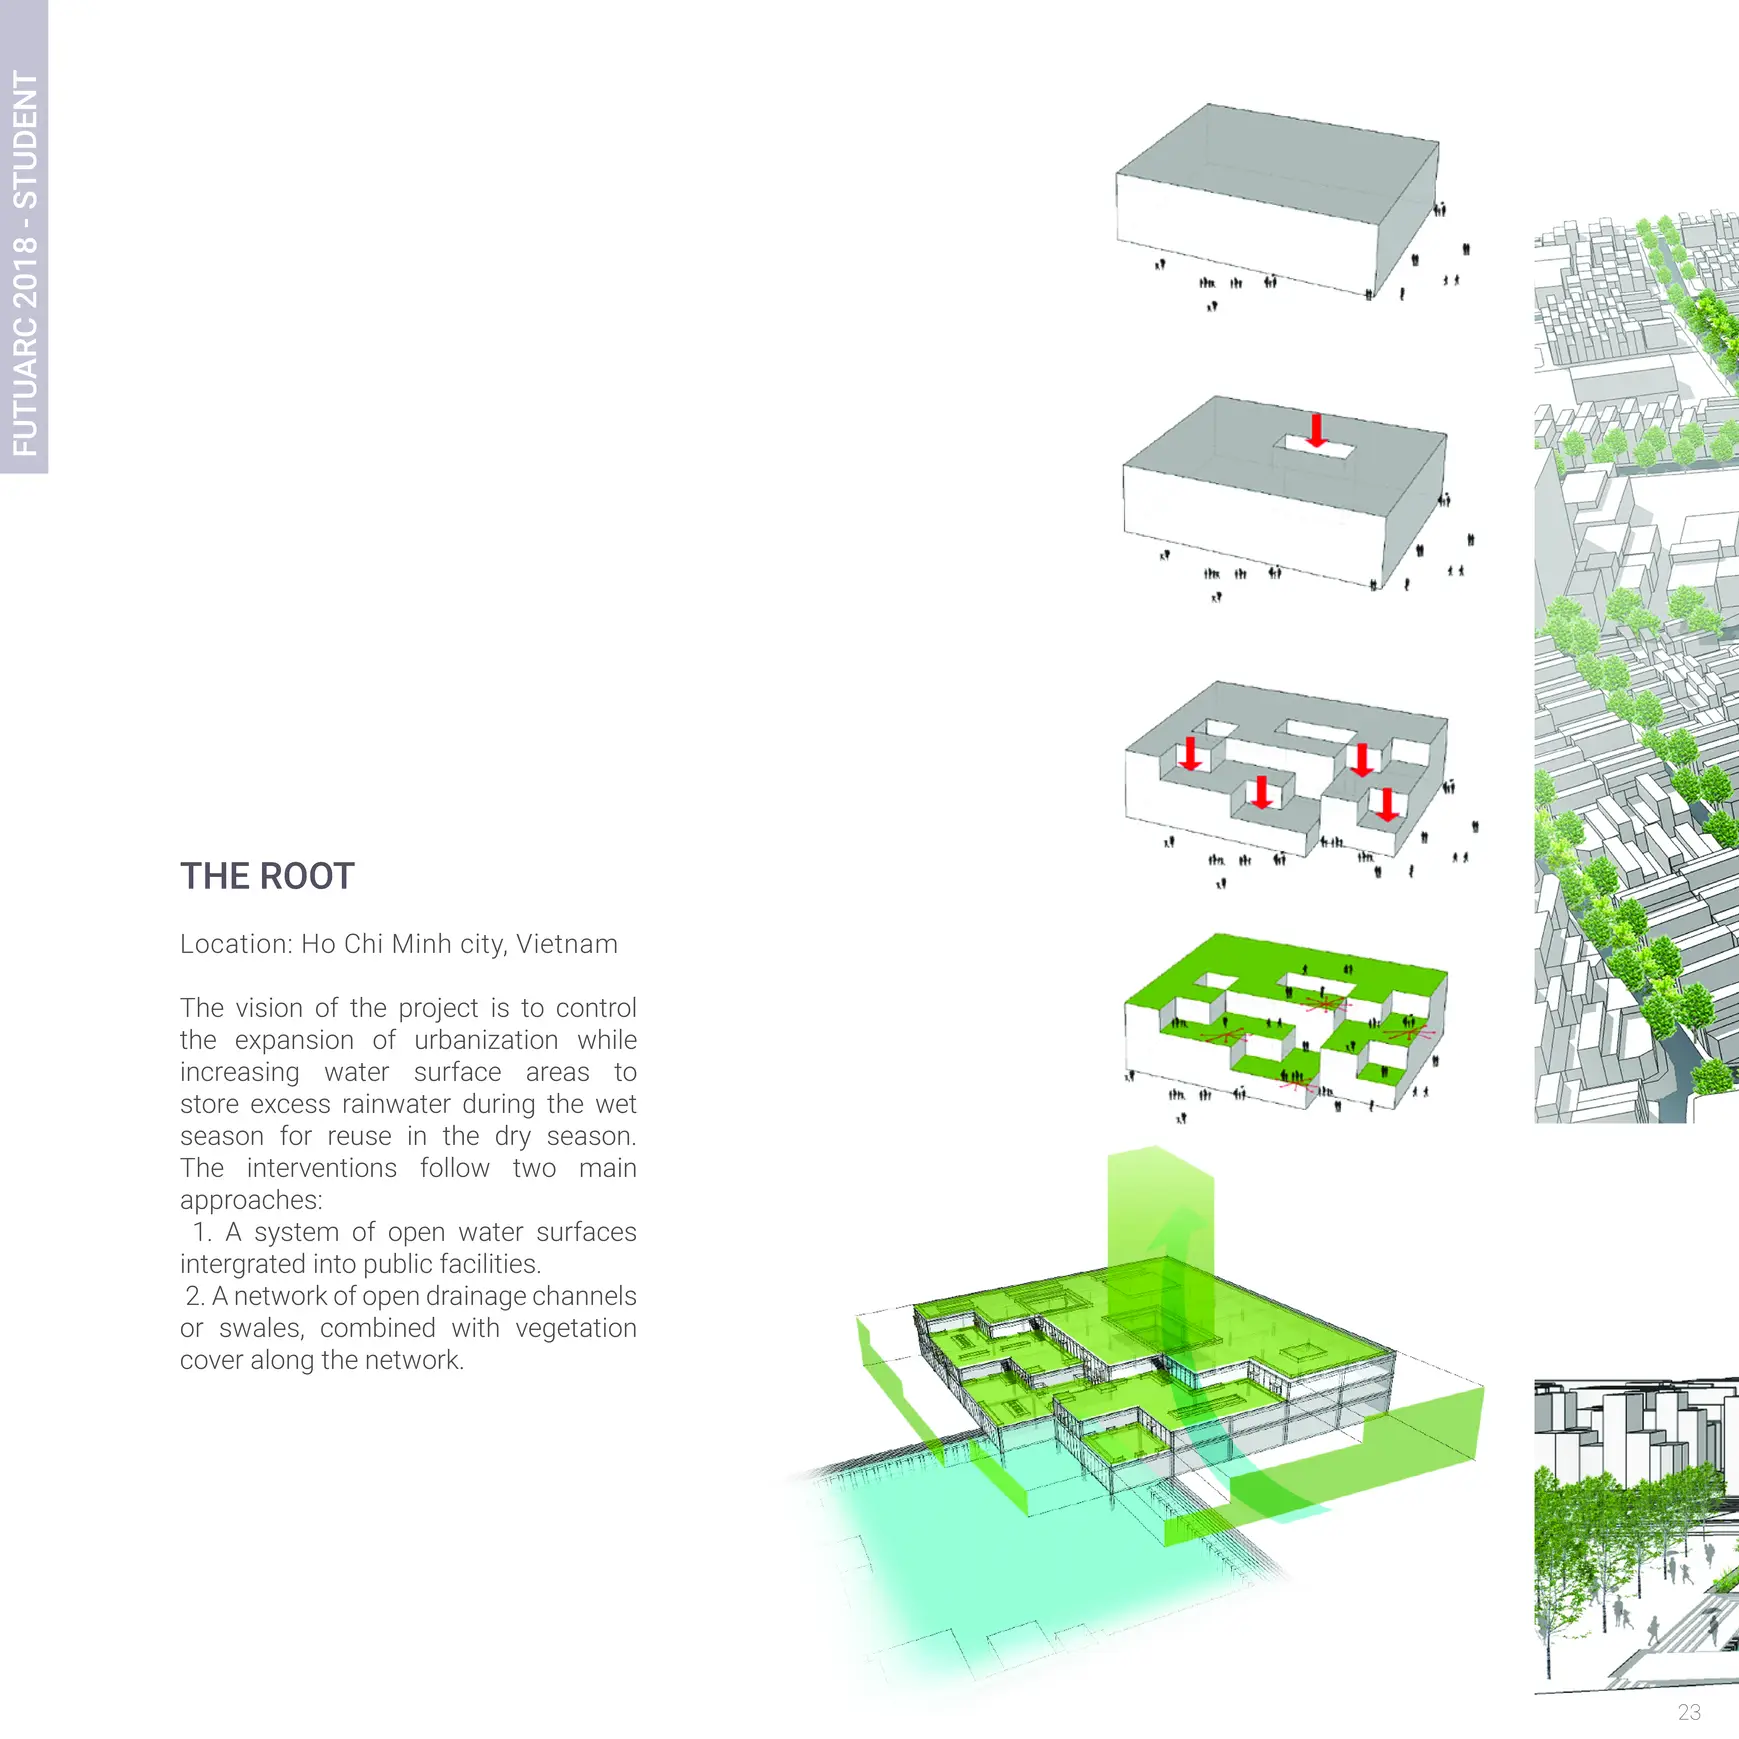 FUTUARC 2018 - STUDENT
THE ROOT
Location: Ho Chi Minh city, Vietnam
The vision of the project is to control
the expansion of urbanization while
increasing water surface areas to
store excess rainwater during the wet
season for reuse in the dry season.
The interventions follow two main
approaches:
1. A system of open water surfaces
intergrated into public facilities.
2. A network of open drainage channels
or swales, combined with vegetation
cover along the network.
23